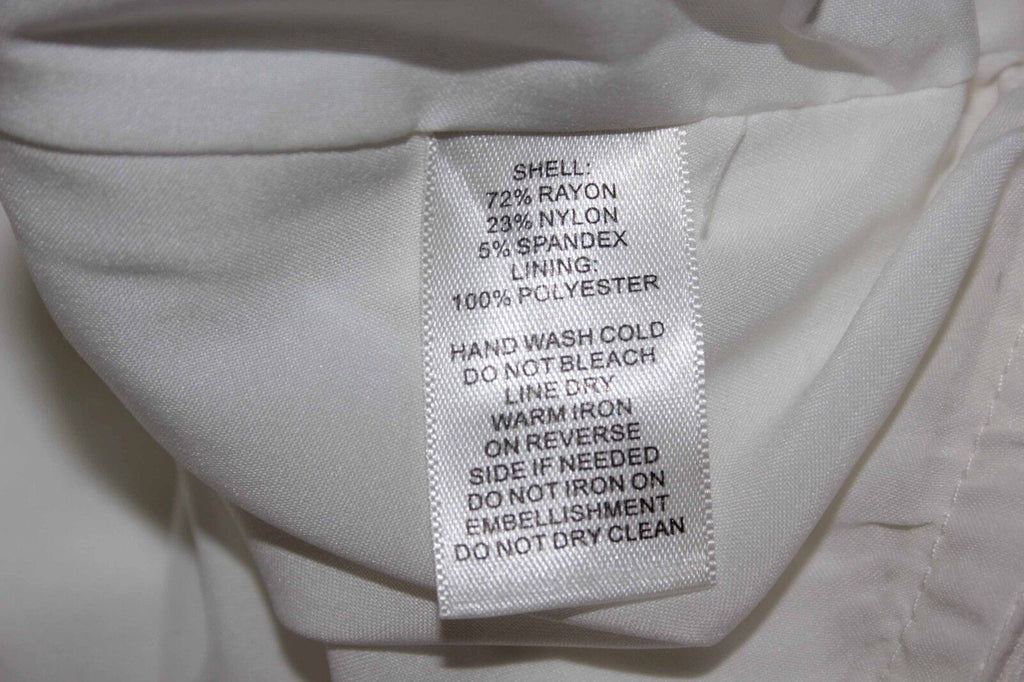 SHELL:
72% RAYON
23% NYLON
5% SPANDEX
LINING:
100% POLYESTER
HAND WASH COLD
DO NOT BLEACH
LINE DRY
WARM IRON
ON REVERSE
SIDE IF NEEDED
DO NOT IRON ON
EMBELLISHMENT
DO NOT DRY CLEAN